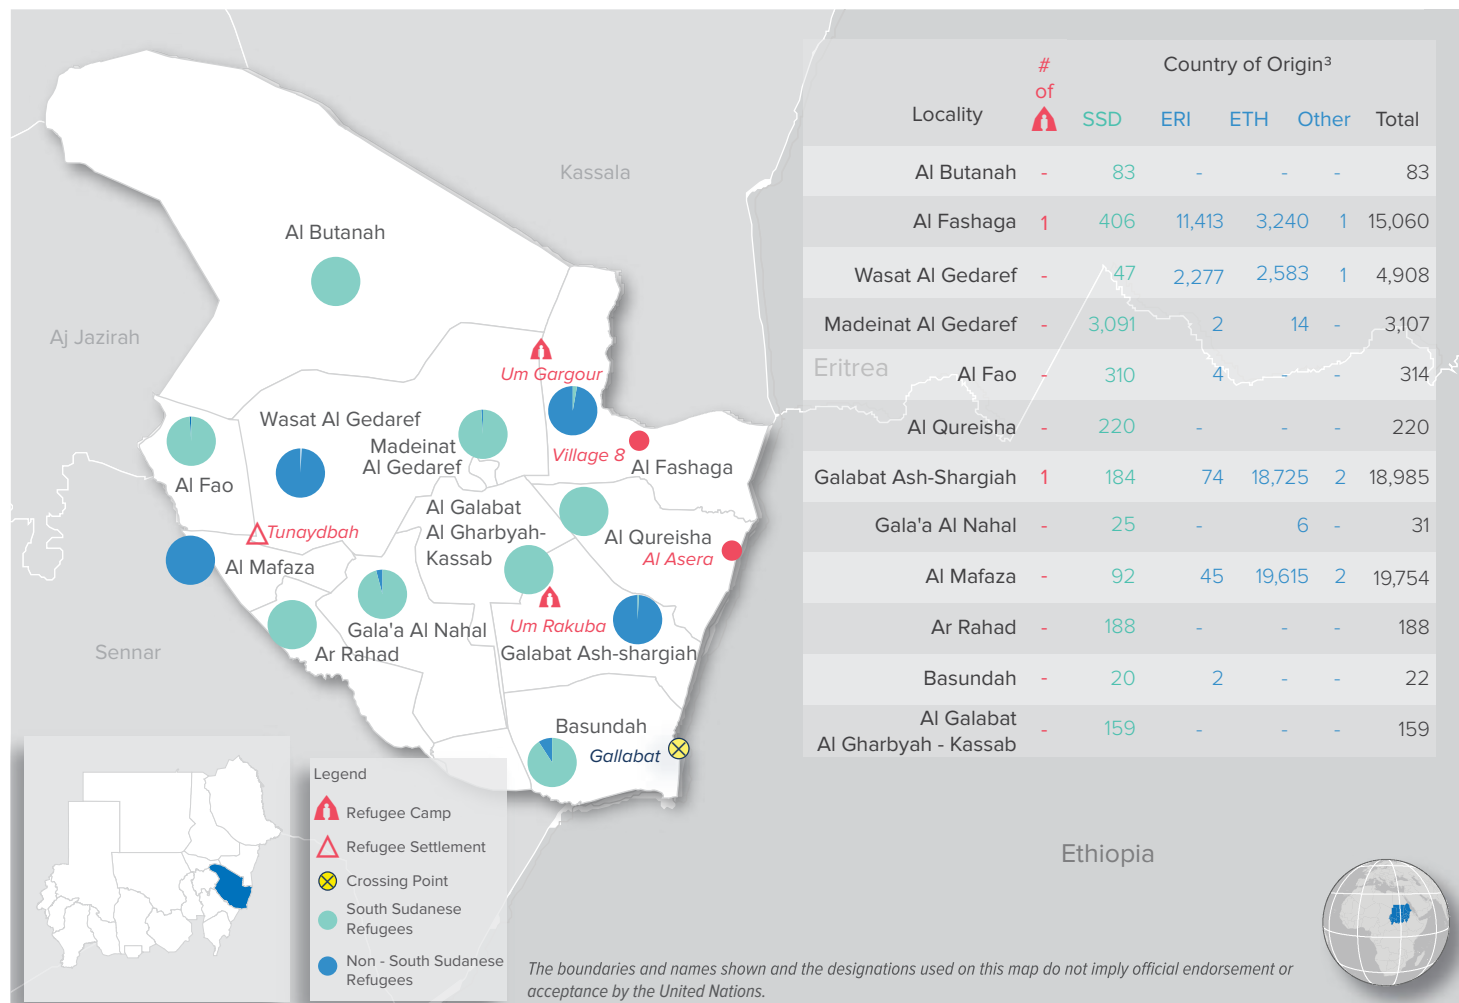 Kassala
Aj Jazirah
Sennar
Eritrea
Ethiopia
Al Butanah
Um Gargour
Wasat Al Gedaref
Madeinat
Al Gedaref
Village 8
Al Fashaga
Al Fao
Tunaydbah
Al Galabat
Al Gharbyah-
Kassab
Al Qureisha
Al Asera
Al Mafaza
Gala'a Al Nahal
Um Rakuba
Ar Rahad
Galabat Ash-shargiah
Basundah
Gallabat
Legend
Refugee Camp
Refugee Settlement
Crossing Point
South Sudanese
Refugees
Non - South Sudanese
Refugees
# of Country of Origin³
Locality SSD ERI ETH Other Total
Al Butanah - 83 - - - 83
Al Fashaga 1 406 11,413 3,240 1 15,060
Wasat Al Gedaref - 47 2,277 2,583 1 4,908
Madeinat Al Gedaref - 3,091 2 14 - 3,107
Al Fao - 310 4 - - 314
Al Qureisha - 220 - - - 220
Galabat Ash-Shargiah 1 184 74 18,725 2 18,985
Gala'a Al Nahal - 25 - 6 - 31
Al Mafaza - 92 45 19,615 2 19,754
Ar Rahad - 188 - - - 188
Basundah - 20 2 - - 22
Al Galabat
Al Gharbyah - Kassab - 159 - - - 159
The boundaries and names shown and the designations used on this map do not imply official endorsement or
acceptance by the United Nations.